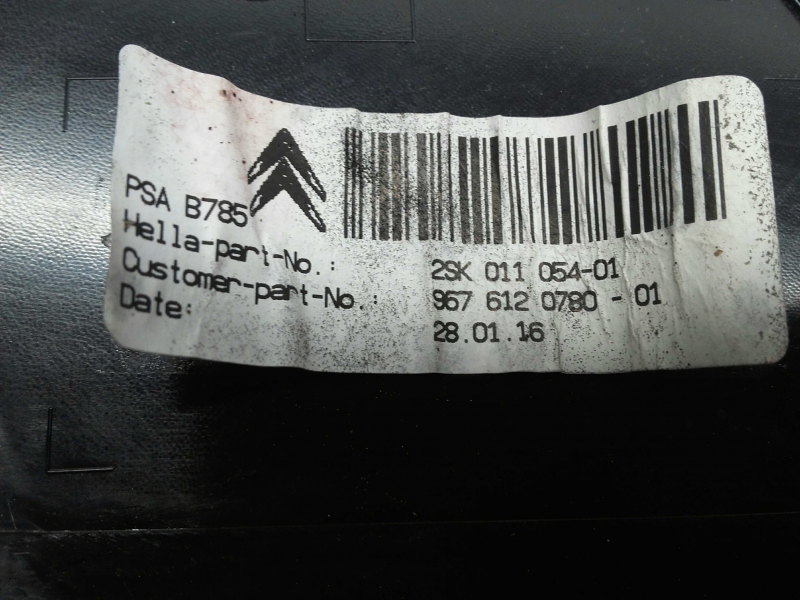 PSA B785
Hella-part-No.: 2SK 011 054-01
Customer-part-No.: 967 612 0780 - 01
Date: 28.01.16